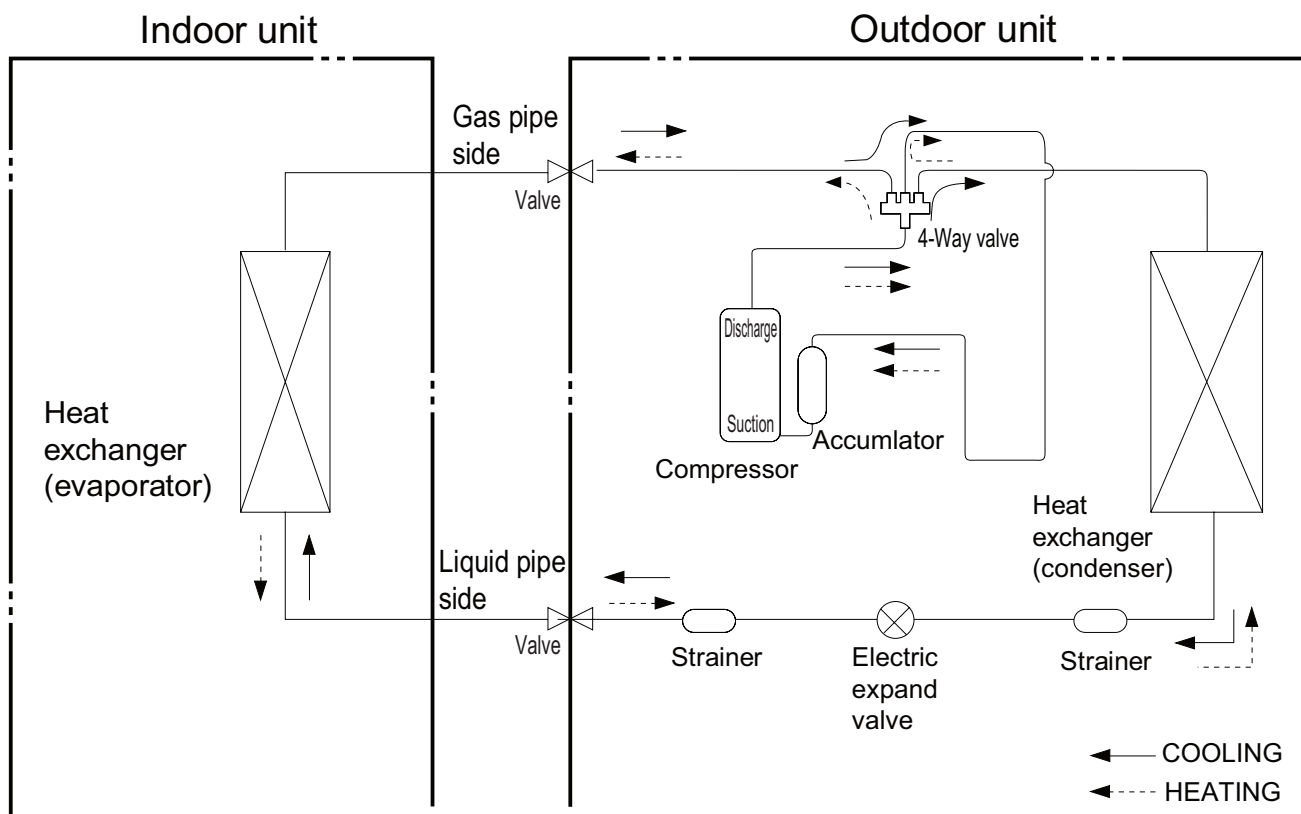 Indoor unit
Outdoor unit
Gas pipe
side
Valve
4-Way valve
Discharge
Suction
Compressor
Accumlator
Heat
exchanger
(evaporator)
Heat
exchanger
(condenser)
Liquid pipe
side
Valve
Strainer
Electric
expand
valve
Strainer
COOLING
HEATING